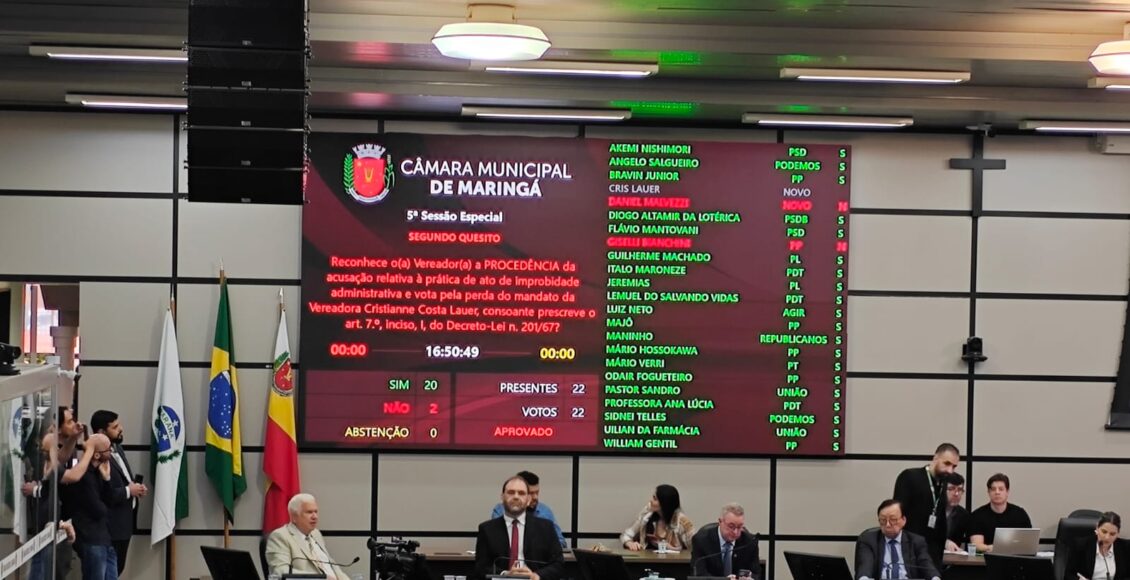 CÂMARA MUNICIPAL
DE MARINGÁ
5ª Sessão Especial
SEGUNDO QUESITO
Reconhece o(a) Vereador(a) a PROCEDÊNCIA da
acusação relativa à prática de ato de improbidade
administrativa e vota pela perda do mandato da
Vereadora Cristianne Costa Lauer, consoante prescreve o
art. 7.º, inciso, I, do Decreto-Lei n. 201/67?
00:00 16:50:49 00:00
SIM 20
NÃO 2
ABSTENÇÃO 0
PRESENTES 22
VOTOS 22
APROVADO
AKEMI NISHIMORI PSD S
ANGELO SALGUEIRO PODEMOS S
BRAVIN JUNIOR PP S
CRIS LAUER NOVO
DANIEL MALVEZZI NOVO N
DIOGO ALTAMIR DA LOTÉRICA PSDB S
FLÁVIO MANTOVANI PSD S
GISELLI BIANCHINI PP N
GUILHERME MACHADO PL S
ITALO MARONEZE PDT S
JEREMIAS PL S
LEMUEL DO SALVANDO VIDAS PDT S
LUIZ NETO AGIR S
MAJÔ PP S
MANINHO REPUBLICANOS S
MÁRIO HOSSOKAWA PP S
MÁRIO VERRI PT S
ODAIR FOGUETEIRO PP S
PASTOR SANDRO UNIÃO S
PROFESSORA ANA LÚCIA PDT S
SIDNEI TELLES PODEMOS S
UILIAN DA FARMÁCIA UNIÃO S
WILLIAM GENTIL PP S